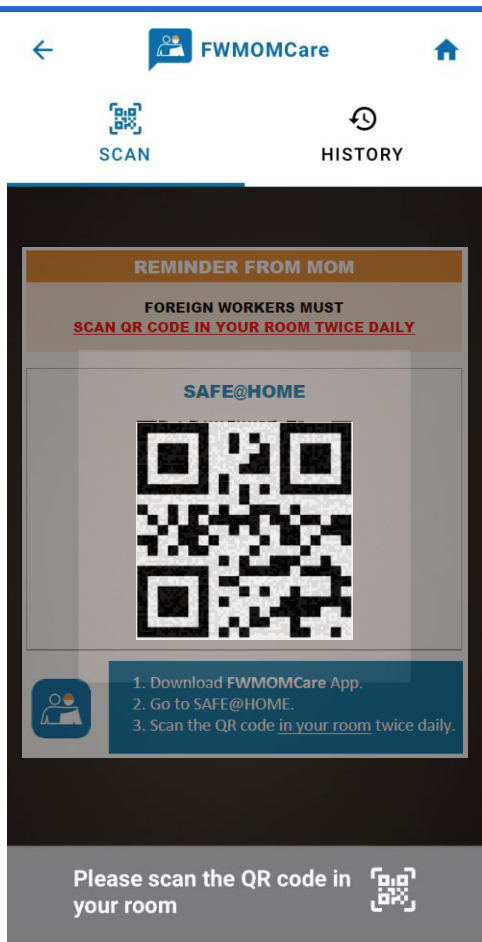 FWMOMCare
SCAN
HISTORY
REMINDER FROM MOM
FOREIGN WORKERS MUST
SCAN QR CODE IN YOUR ROOM TWICE DAILY
SAFE@HOME
1. Download FWMOMCare App.
2. Go to SAFE@HOME.
3. Scan the QR code in your room twice daily.
Please scan the QR code in
your room